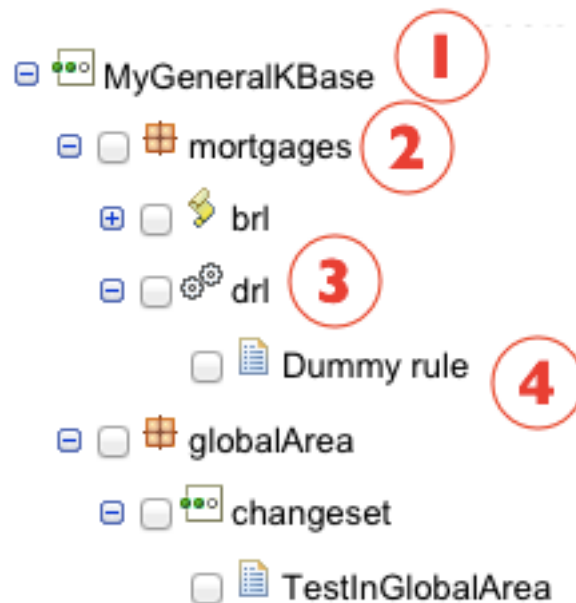 MyGeneralKBase 1
mortgages 2
brl
drl 3
Dummy rule 4
globalArea
changeset
TestInGlobalArea